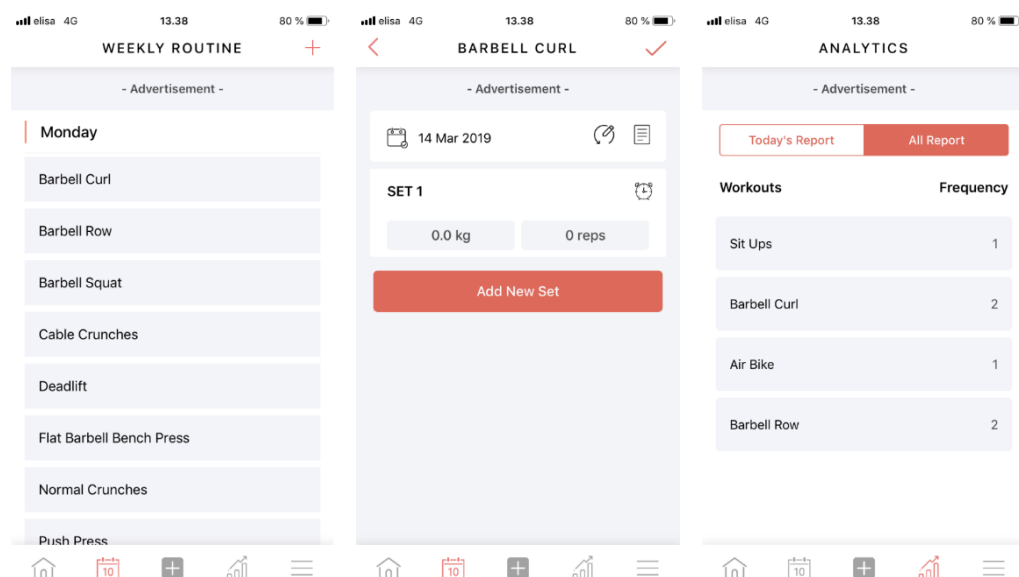 elisa 4G 13.38 80 %
WEEKLY ROUTINE
- Advertisement -
Monday
Barbell Curl
Barbell Row
Barbell Squat
Cable Crunches
Deadlift
Flat Barbell Bench Press
Normal Crunches
Push Press
10
elisa 4G 13.38 80 %
BARBELL CURL
- Advertisement -
14 Mar 2019
SET 1
0.0 kg 0 reps
Add New Set
10
elisa 4G 13.38 80 %
ANALYTICS
- Advertisement -
Today's Report All Report
Workouts Frequency
Sit Ups 1
Barbell Curl 2
Air Bike 1
Barbell Row 2
10